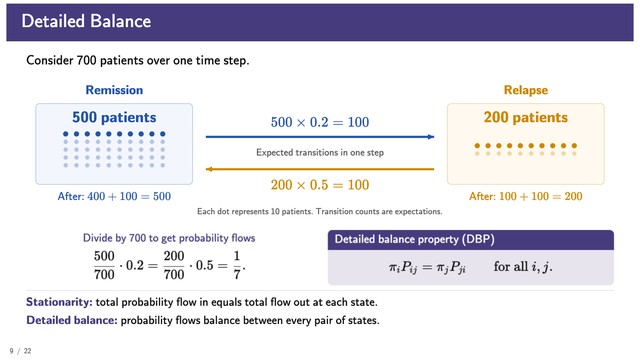 Detailed Balance
Consider 700 patients over one time step.
Remission
500 patients
After: 400 + 100 = 500
500 × 0.2 = 100
Expected transitions in one step
200 × 0.5 = 100
Relapse
200 patients
After: 100 + 100 = 200
Each dot represents 10 patients. Transition counts are expectations.
Divide by 700 to get probability flows
500/700 · 0.2 = 200/700 · 0.5 = 1/7.
Detailed balance property (DBP)
πᵢPᵢⱼ = πⱼPⱼᵢ for all i, j.
Stationarity: total probability flow in equals total flow out at each state.
Detailed balance: probability flows balance between every pair of states.
9 / 22